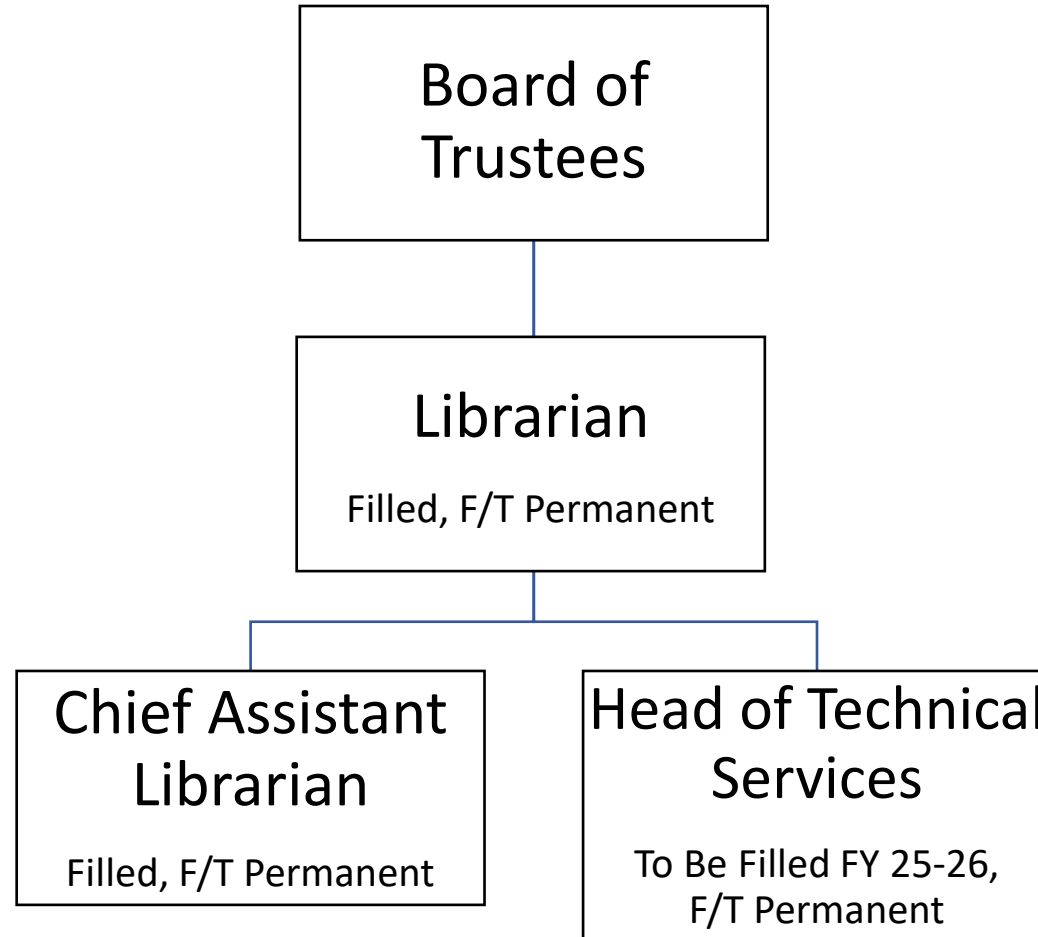 Board of
Trustees
Librarian
Filled, F/T Permanent
Chief Assistant
Librarian
Filled, F/T Permanent
Head of Technical
Services
To Be Filled FY 25-26,
F/T Permanent